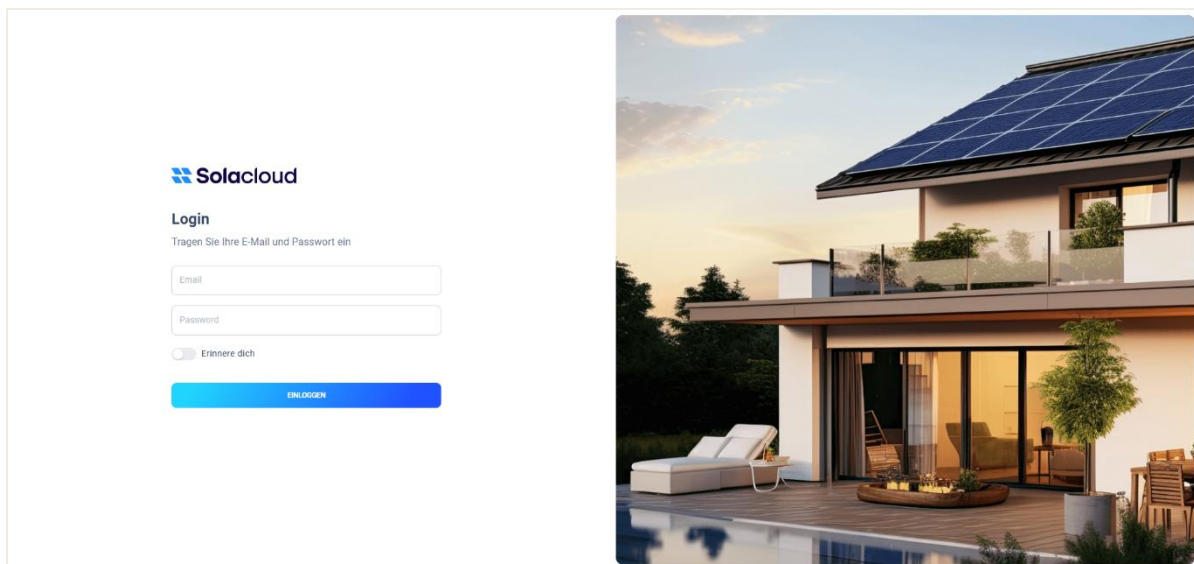 Solacloud
Login
Tragen Sie Ihre E-Mail und Passwort ein
Email
Password
Erinnere dich
EINLOGGEN